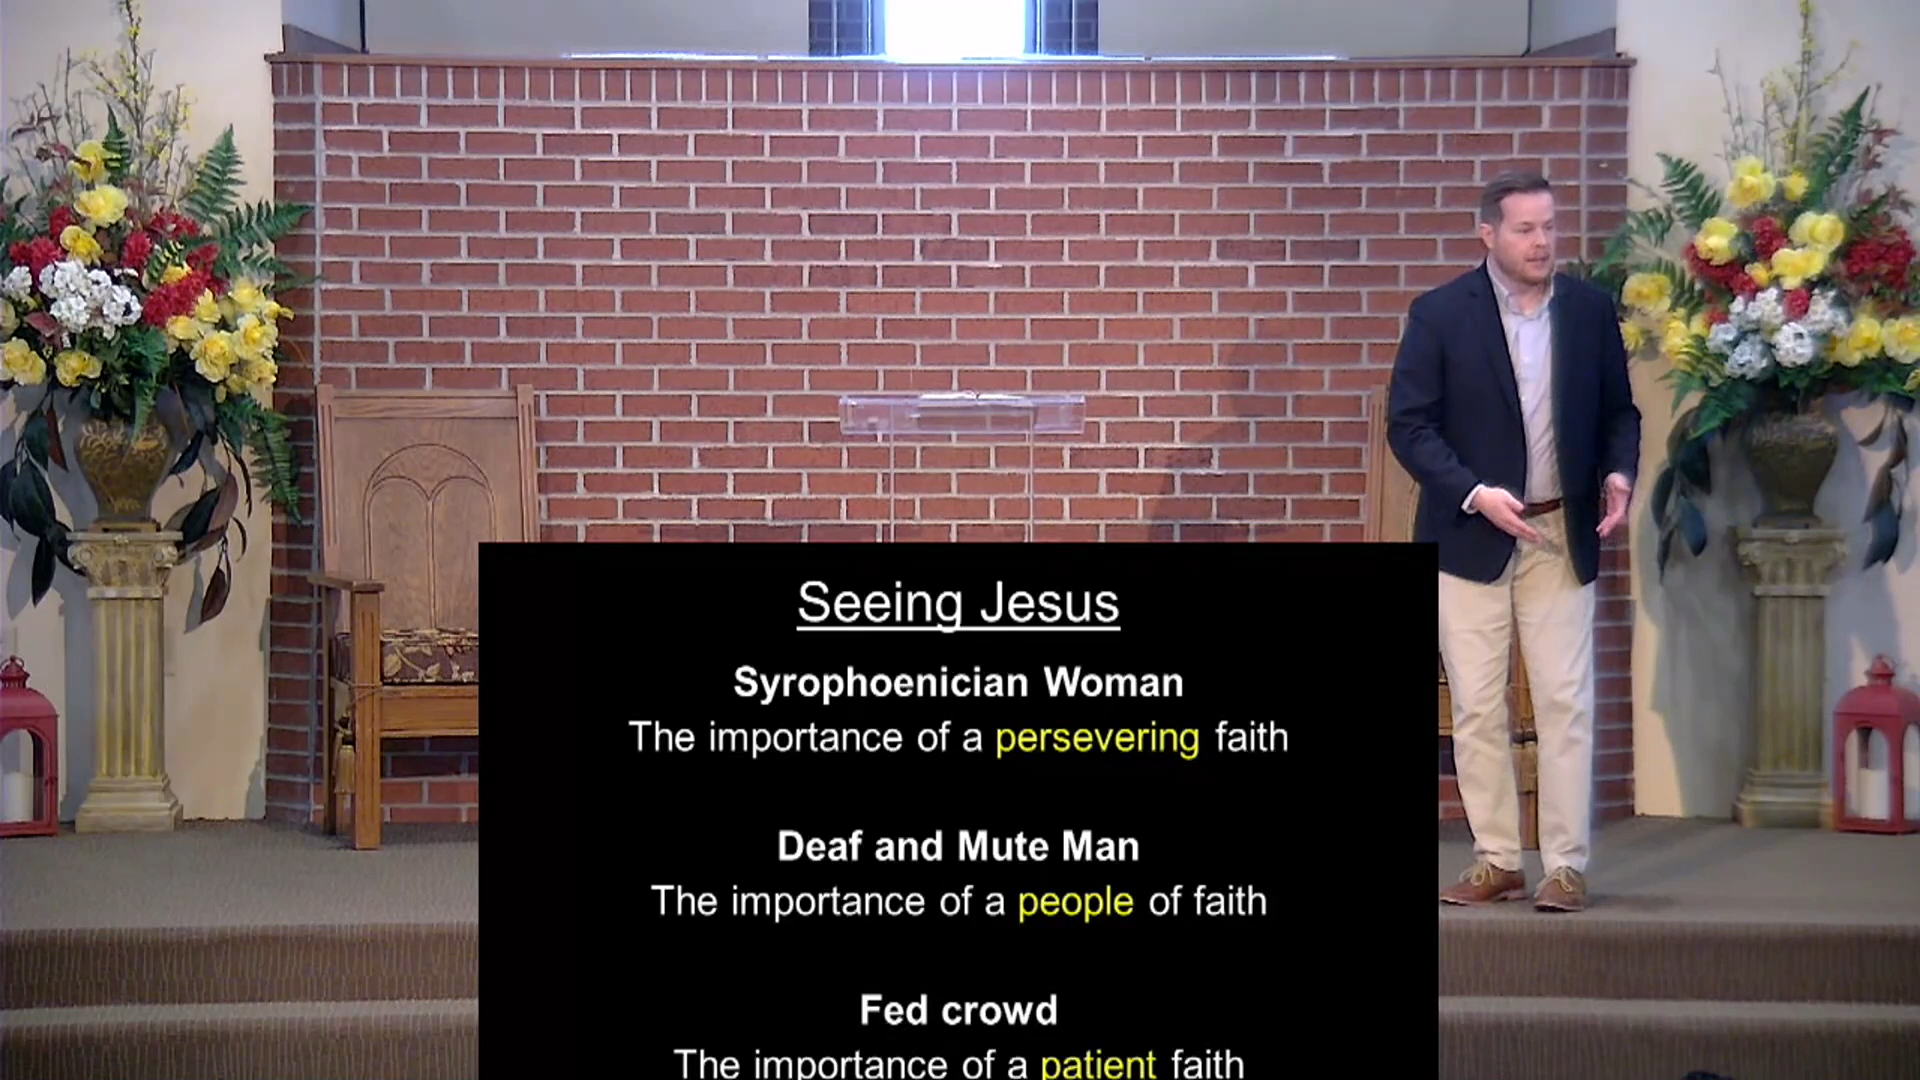 Seeing Jesus
Syrophoenician Woman
The importance of a persevering faith
Deaf and Mute Man
The importance of a people of faith
Fed crowd
The importance of a patient faith